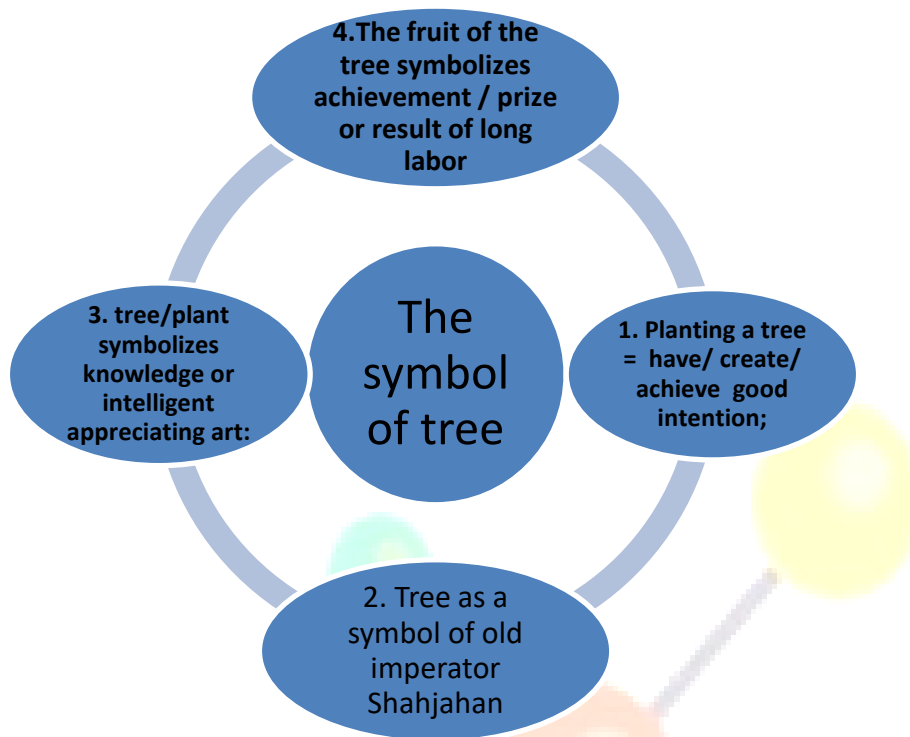 4.The fruit of the
tree symbolizes
achievement / prize
or result of long
labor
The
symbol
of tree
1. Planting a tree
= have/ create/
achieve good
intention;
2. Tree as a
symbol of old
imperator
Shahjahan
3. tree/plant
symbolizes
knowledge or
intelligent
appreciating art: